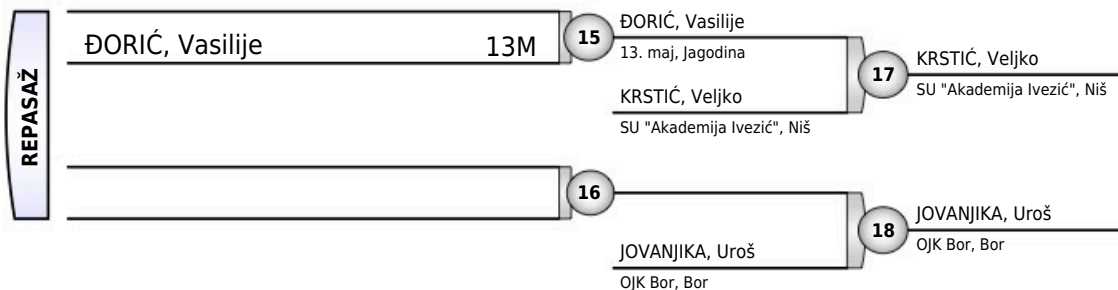 REPASAŽ
ĐORIĆ, Vasilije 13M
15
ĐORIĆ, Vasilije
13. maj, Jagodina
KRSTIĆ, Veljko
SU "Akademija Ivezić", Niš
17
KRSTIĆ, Veljko
SU "Akademija Ivezić", Niš
16
JOVANJIKA, Uroš
OJK Bor, Bor
18
JOVANJIKA, Uroš
OJK Bor, Bor